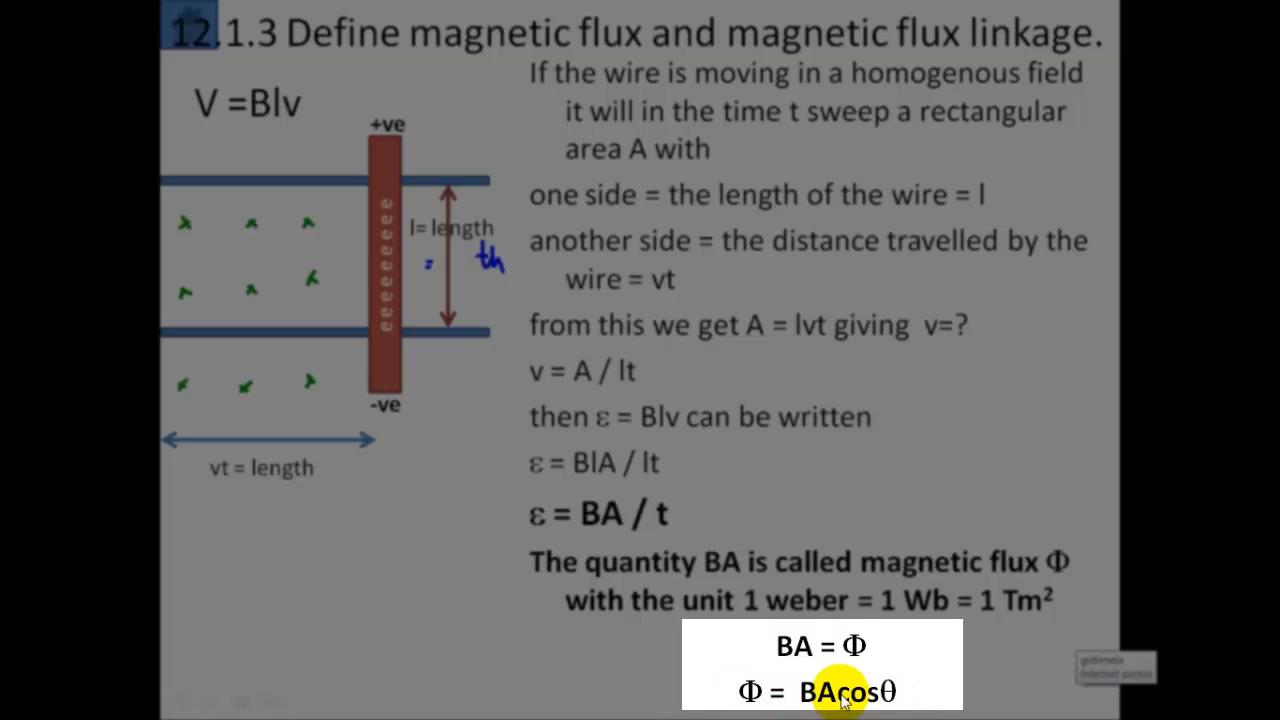 12.1.3 Define magnetic flux and magnetic flux linkage.
V =Blv
+ve
eeeeeeeee
l= length
= th
-ve
vt = length
If the wire is moving in a homogenous field
it will in the time t sweep a rectangular
area A with
one side = the length of the wire = l
another side = the distance travelled by the
wire = vt
from this we get A = lvt giving v=?
v = A / lt
then ε = Blv can be written
ε = BlA / lt
ε = BA / t
The quantity BA is called magnetic flux Φ
with the unit 1 weber = 1 Wb = 1 Tm²
BA = Φ
Φ = BAcosθ
Internet access